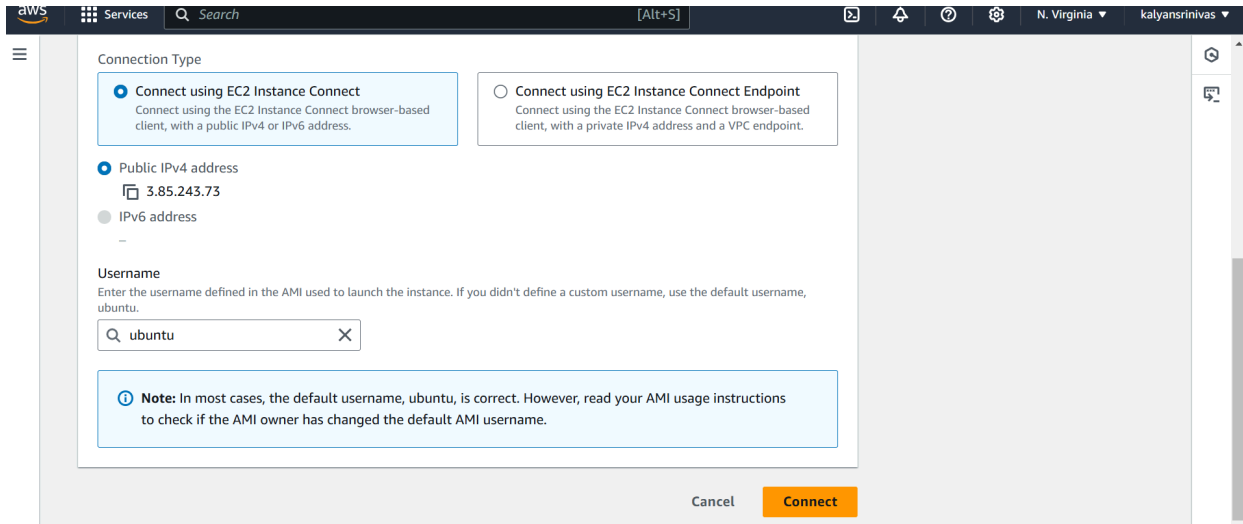 aws Services Search [Alt+S] N. Virginia kalyansrinivas
Connection Type
Connect using EC2 Instance Connect
Connect using the EC2 Instance Connect browser-based
client, with a public IPv4 or IPv6 address.
Connect using EC2 Instance Connect Endpoint
Connect using the EC2 Instance Connect browser-based
client, with a private IPv4 address and a VPC endpoint.
Public IPv4 address
3.85.243.73
IPv6 address
–
Username
Enter the username defined in the AMI used to launch the instance. If you didn't define a custom username, use the default username,
ubuntu.
ubuntu
Note: In most cases, the default username, ubuntu, is correct. However, read your AMI usage instructions
to check if the AMI owner has changed the default AMI username.
Cancel Connect